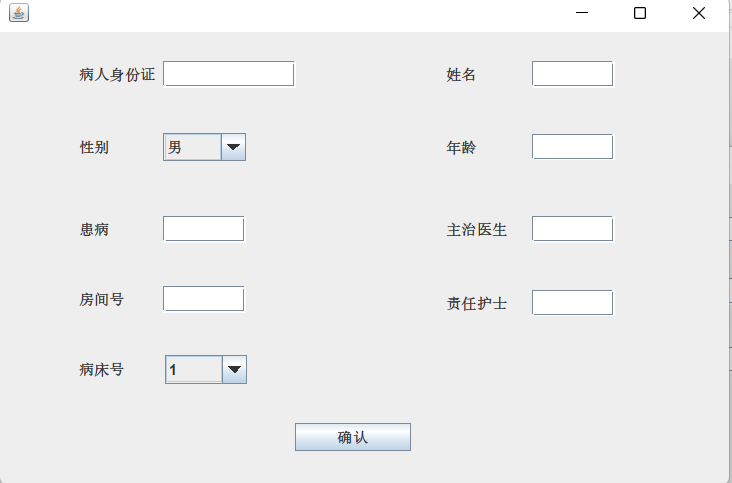 病人身份证 姓名
性别 男 年龄
患病 主治医生
房间号 责任护士
病床号 1
确认